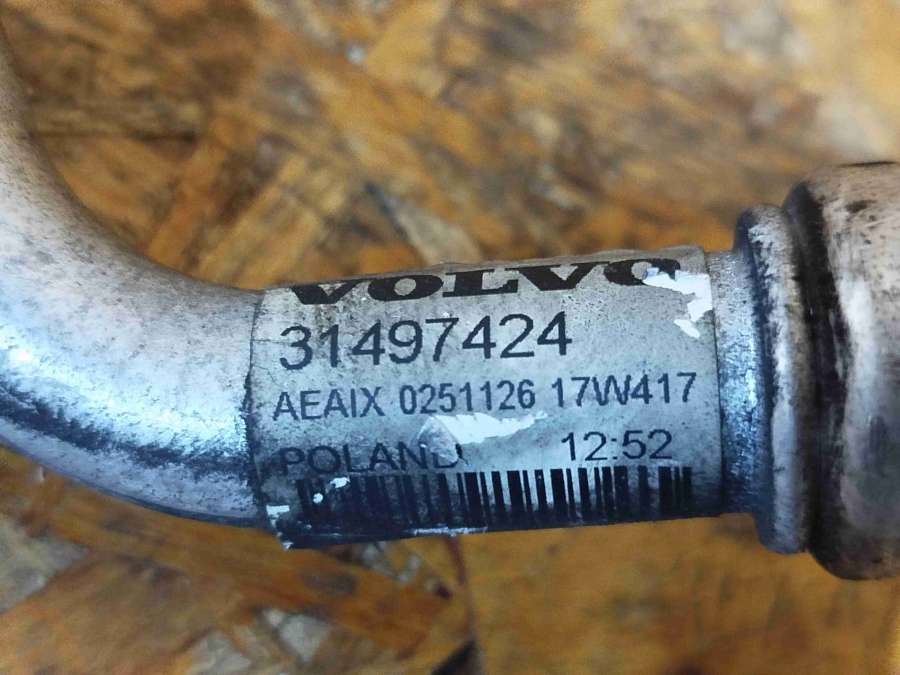 VOLVO
31497424
AEAIX 0251126 17W417
POLAND 12:52